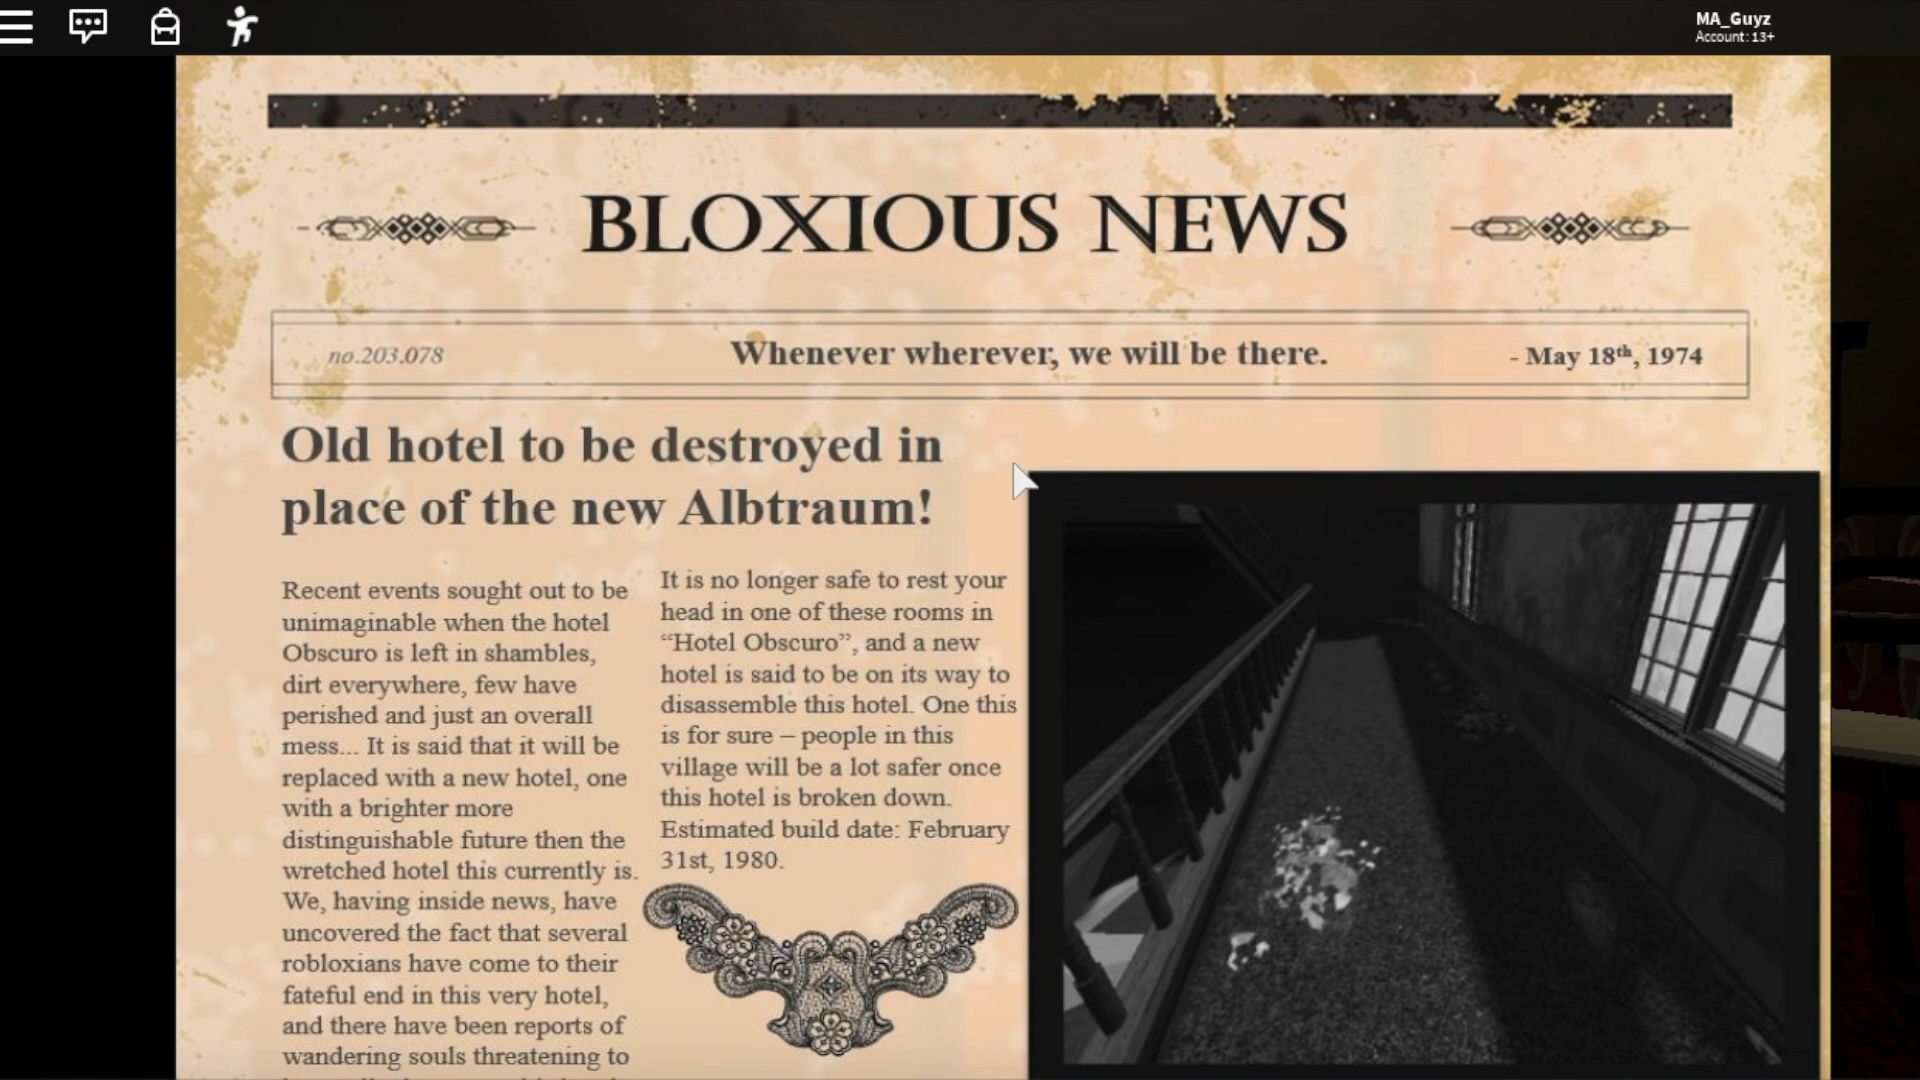 MA_Guyz
Account: 13+
BLOXIOUS NEWS
no.203.078
Whenever wherever, we will be there.
- May 18th, 1974
Old hotel to be destroyed in
place of the new Albtraum!
Recent events sought out to be
unimaginable when the hotel
Obscuro is left in shambles,
dirt everywhere, few have
perished and just an overall
mess... It is said that it will be
replaced with a new hotel, one
with a brighter more
distinguishable future then the
wretched hotel this currently is.
We, having inside news, have
uncovered the fact that several
robloxians have come to their
fateful end in this very hotel,
and there have been reports of
wandering souls threatening to
It is no longer safe to rest your
head in one of these rooms in
“Hotel Obscuro”, and a new
hotel is said to be on its way to
disassemble this hotel. One this
is for sure – people in this
village will be a lot safer once
this hotel is broken down.
Estimated build date: February
31st, 1980.